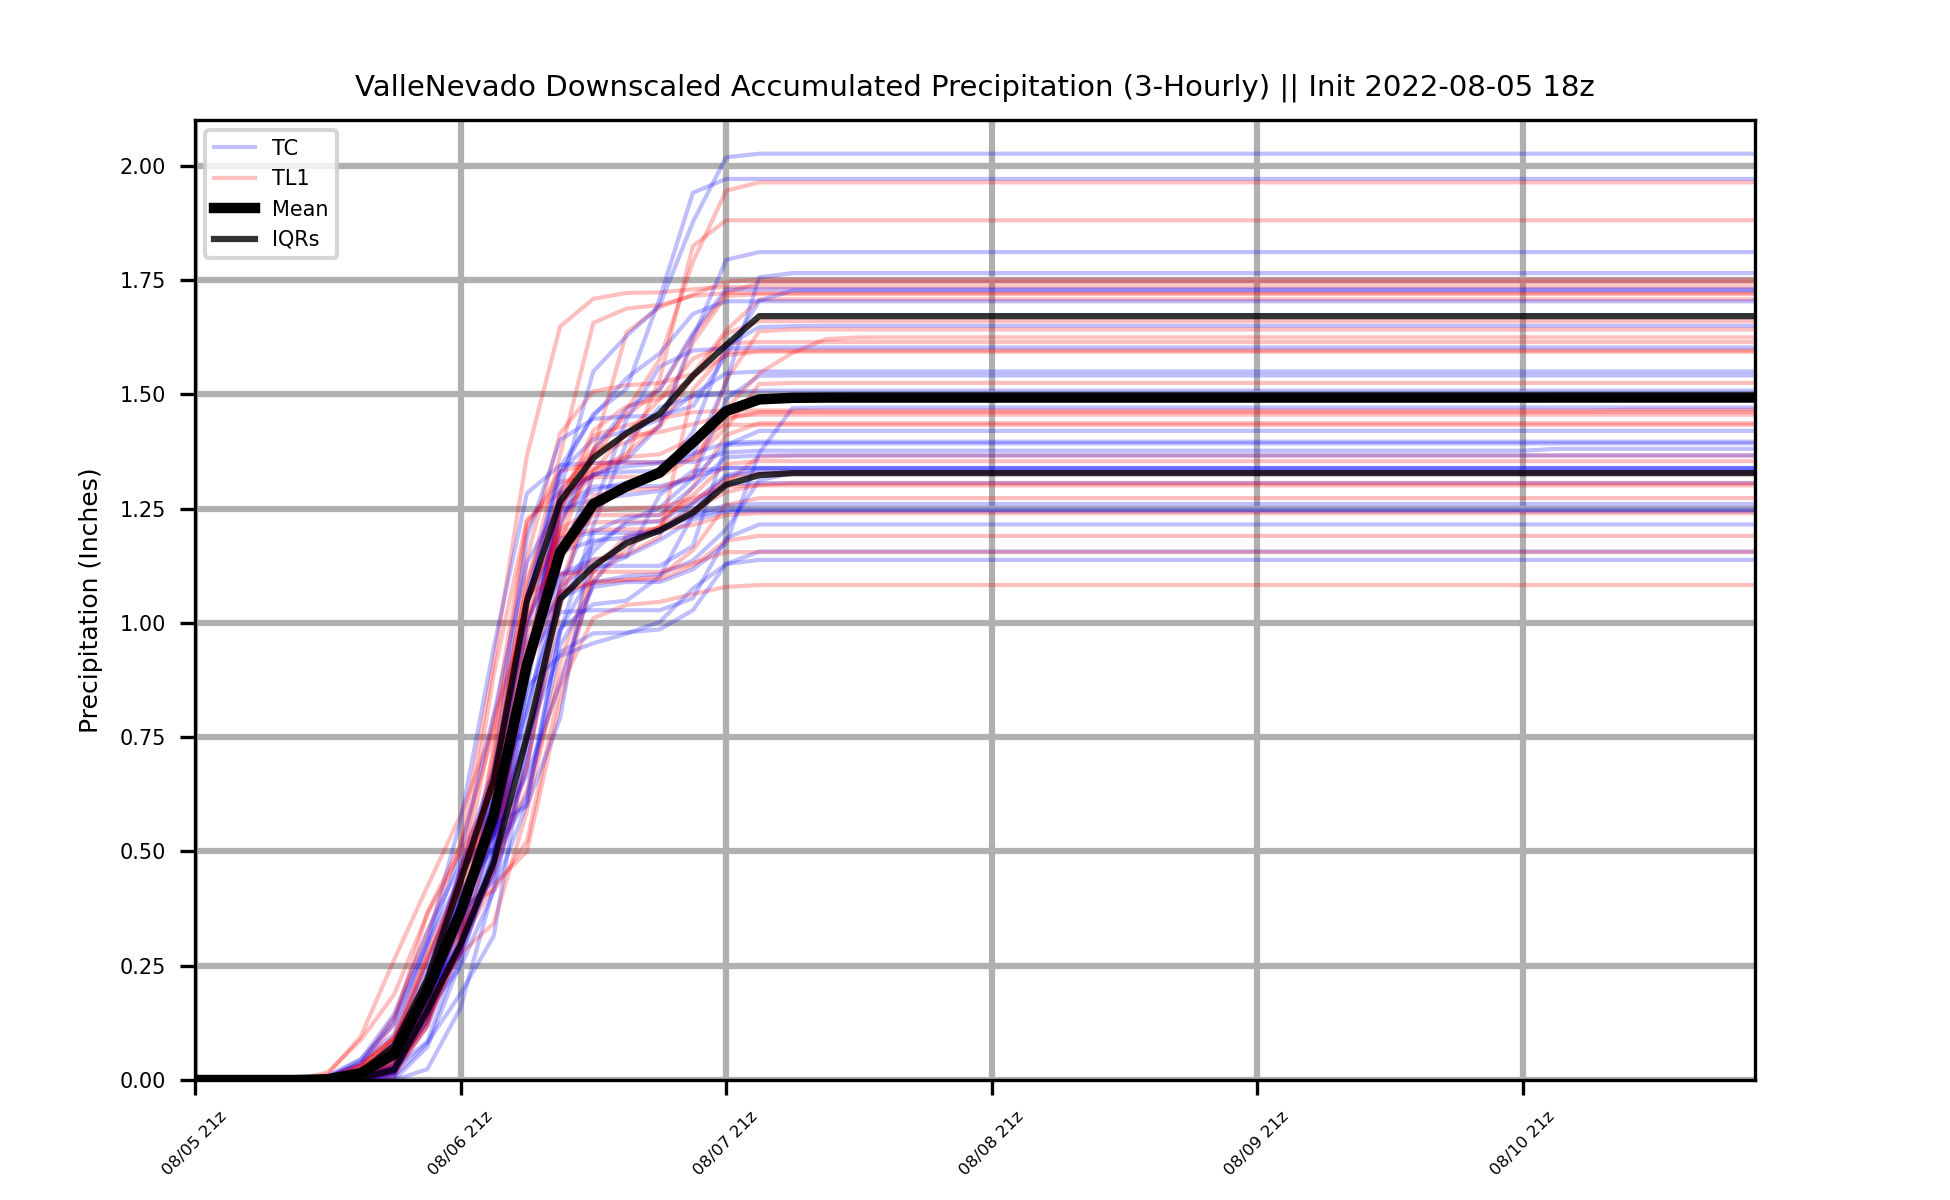 ValleNevado Downscaled Accumulated Precipitation (3-Hourly) || Init 2022-08-05 18z
TC
TL1
Mean
IQRs
Precipitation (Inches)
2.00
1.75
1.50
1.25
1.00
0.75
0.50
0.25
0.00
08/05 21z
08/06 21z
08/07 21z
08/08 21z
08/09 21z
08/10 21z